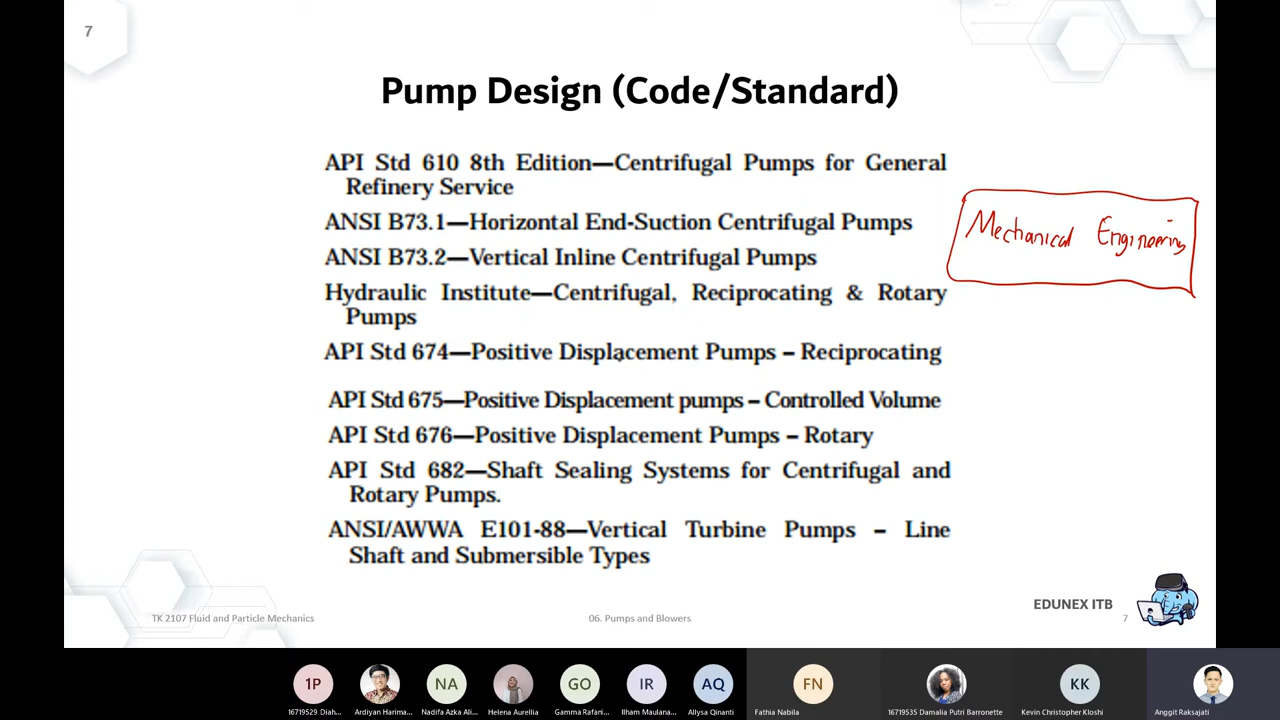 7
Pump Design (Code/Standard)
API Std 610 8th Edition—Centrifugal Pumps for General
Refinery Service
ANSI B73.1—Horizontal End-Suction Centrifugal Pumps
ANSI B73.2—Vertical Inline Centrifugal Pumps
Hydraulic Institute—Centrifugal, Reciprocating & Rotary
Pumps
API Std 674—Positive Displacement Pumps – Reciprocating
API Std 675—Positive Displacement pumps – Controlled Volume
API Std 676—Positive Displacement Pumps – Rotary
API Std 682—Shaft Sealing Systems for Centrifugal and
Rotary Pumps.
ANSI/AWWA E101-88—Vertical Turbine Pumps – Line
Shaft and Submersible Types
Mechanical Engineering
EDUNEX ITB
TK 2107 Fluid and Particle Mechanics
06. Pumps and Blowers
7
1P
NA
GO
IR
AQ
FN
KK
16719529 Diah...
Ardiyan Harima...
Nadifa Azka Ali...
Helena Aurellia
Gamma Rafari...
Ilham Maulana...
Allysa Qinanti
Fathia Nabila
16719535 Damalia Putri Barronette
Kevin Christopher Kloshi
Anggit Raksajati